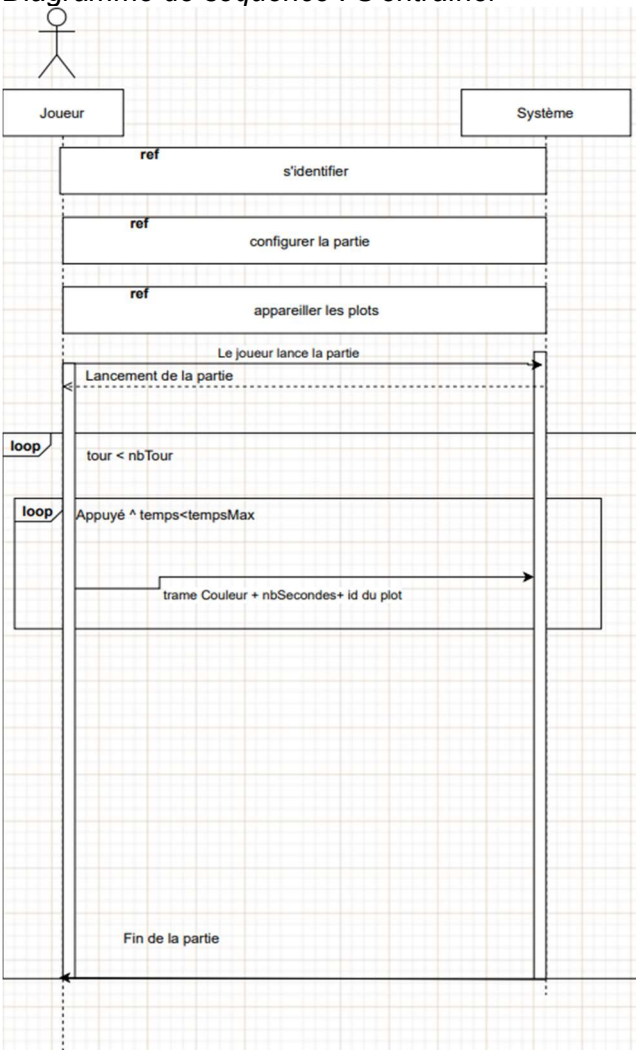 Diagramme de séquence : S'entraîner
Joueur
Système
ref
s'identifier
ref
configurer la partie
ref
appareiller les plots
Le joueur lance la partie
Lancement de la partie
loop
tour < nbTour
loop
Appuyé ^ temps<tempsMax
trame Couleur + nbSecondes+ id du plot
Fin de la partie